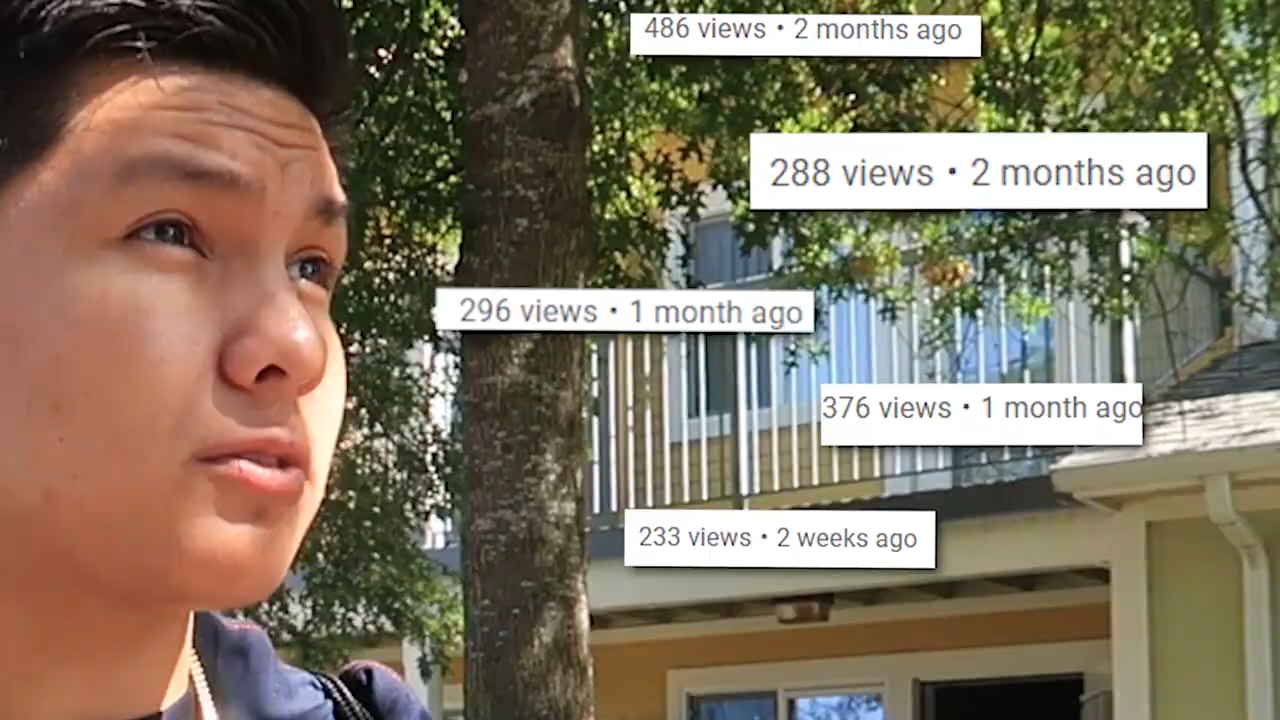 486 views • 2 months ago
288 views • 2 months ago
296 views • 1 month ago
376 views • 1 month ago
233 views • 2 weeks ago